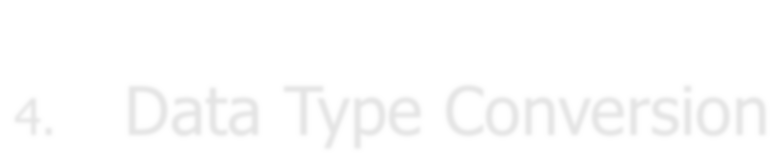 4. Data Type Conversion